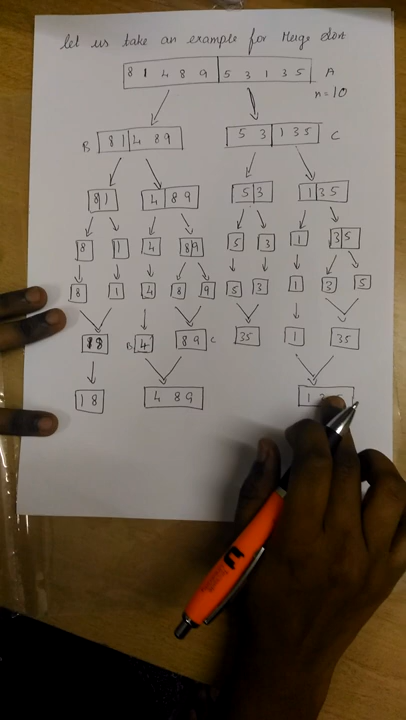 let us take an example for Merge Sort
8 1 4 8 9 5 3 1 3 5 A
n = 10
B 8 1 4 8 9 5 3 1 3 5 C
8 1 4 8 9 5 3 1 3 5
8 1 4 8 9 5 3 1 3 5
8 1 4 8 9 5 3 1 3 5
1 8 B 4 8 9 C 3 5 1 3 5
1 8 4 8 9 1